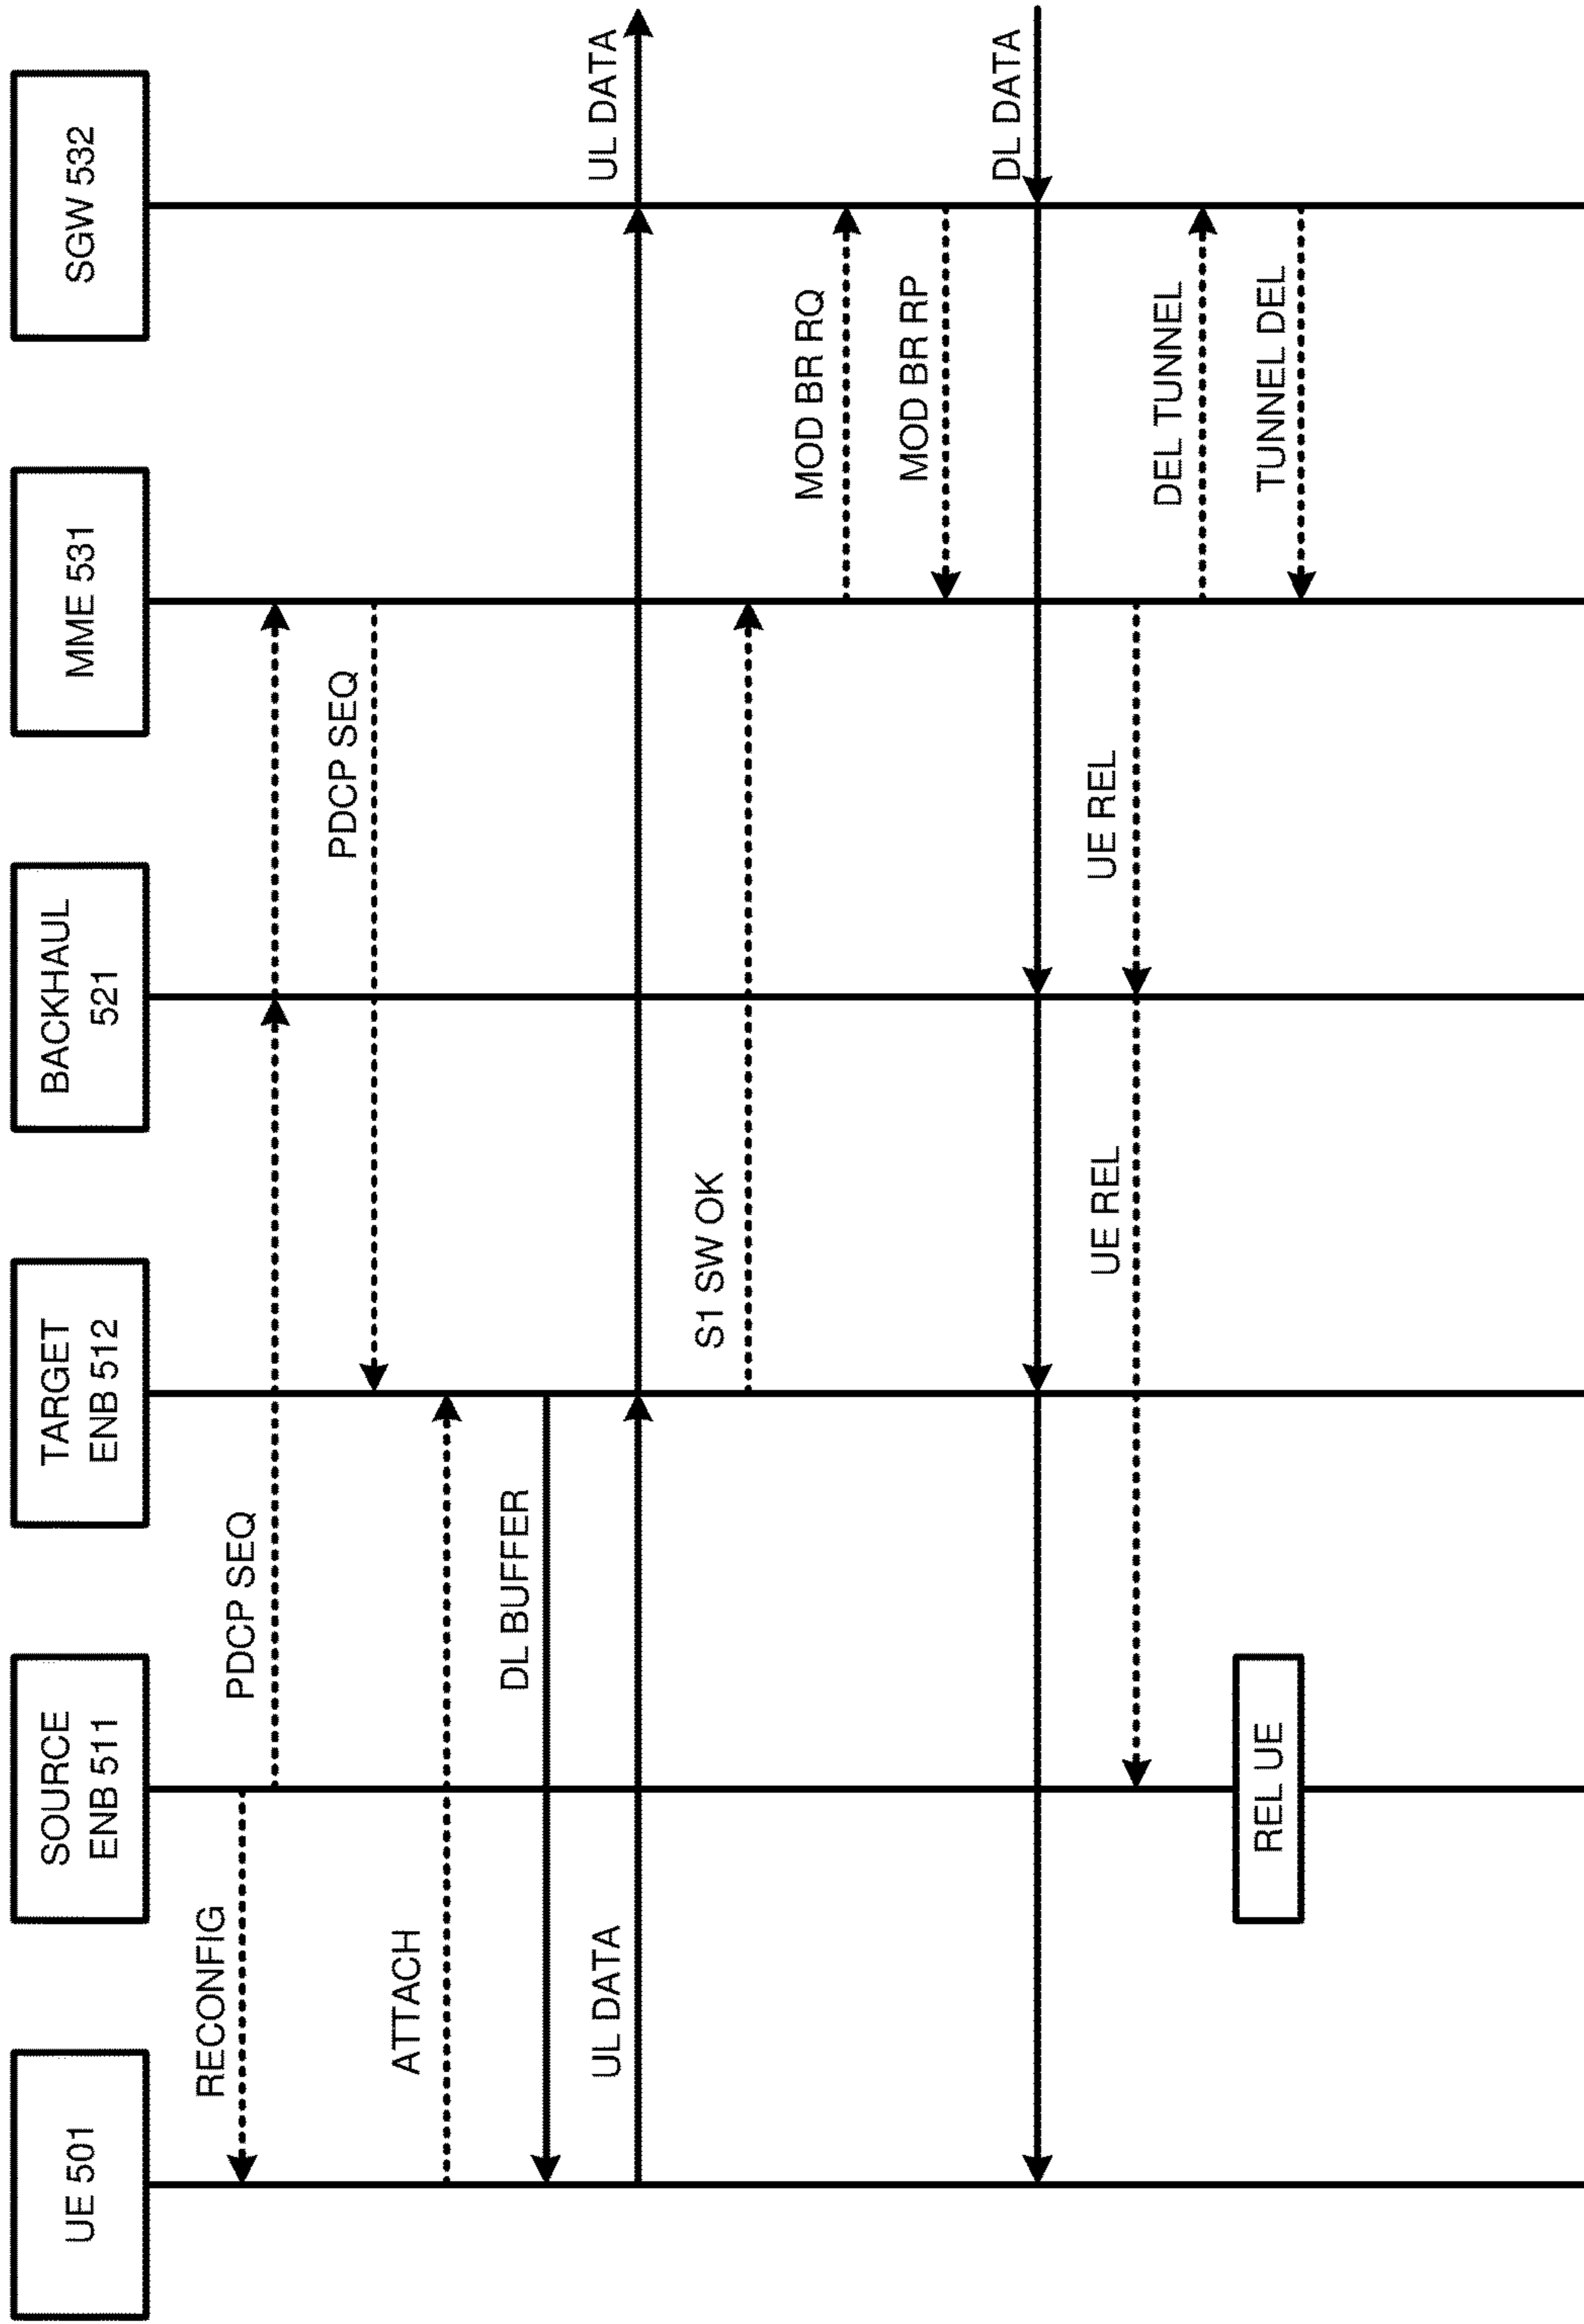 UE 501
SOURCE
ENB 511
TARGET
ENB 512
BACKHAUL
521
MME 531
SGW 532
RECONFIG
PDCP SEQ
PDCP SEQ
ATTACH
DL BUFFER
UL DATA
UL DATA
S1 SW OK
MOD BR RQ
MOD BR RP
DL DATA
UE REL
UE REL
DEL TUNNEL
REL UE
TUNNEL DEL